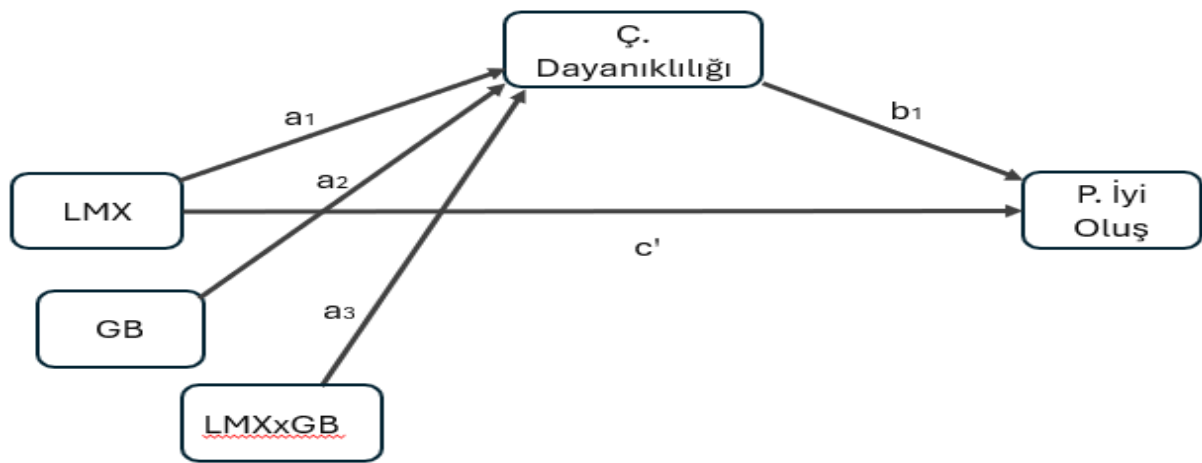 Ç.
Dayanıklılığı
a1
b1
a2
LMX
P. İyi
Oluş
c'
GB
a3
LMXxGB